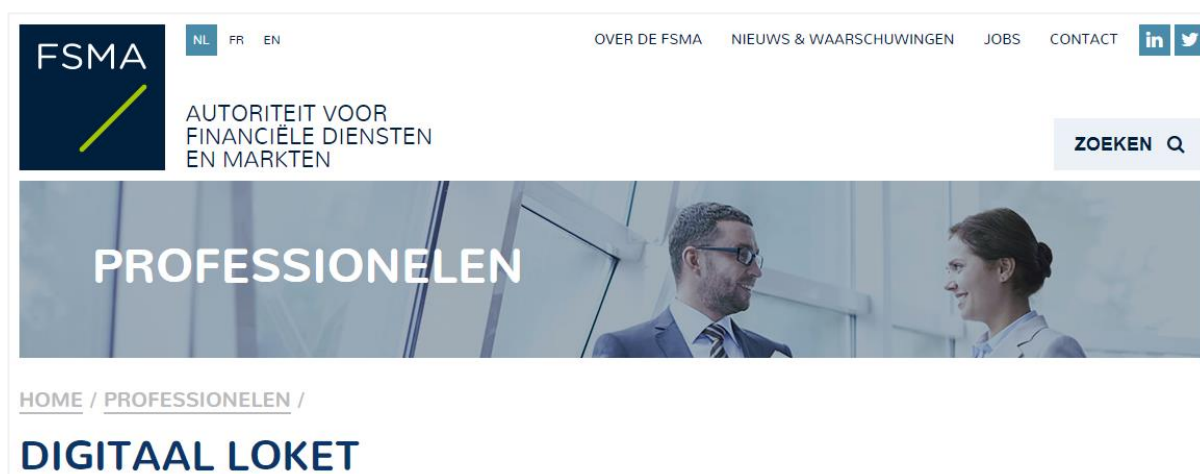 FSMA
NL FR EN
OVER DE FSMA NIEUWS & WAARSCHUWINGEN JOBS CONTACT in
AUTORITEIT VOOR
FINANCIËLE DIENSTEN
EN MARKTEN
ZOEKEN
PROFESSIONELEN
HOME / PROFESSIONELEN /
DIGITAAL LOKET